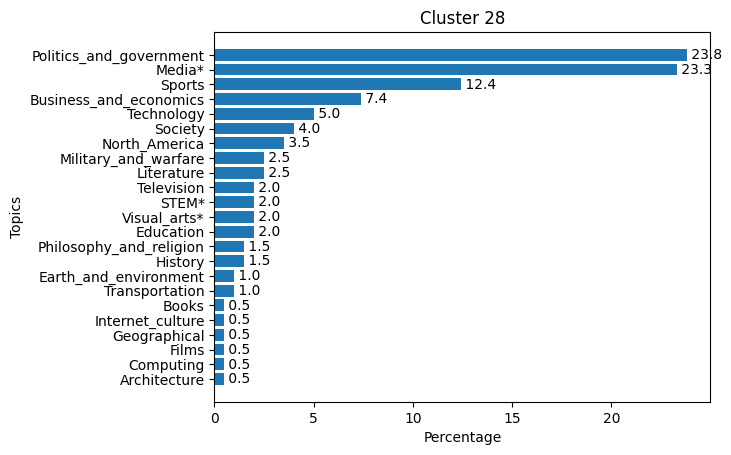 Cluster 28
Politics_and_government 23.8
Media* 23.3
Sports 12.4
Business_and_economics 7.4
Technology 5.0
Society 4.0
North_America 3.5
Military_and_warfare 2.5
Literature 2.5
Television 2.0
STEM* 2.0
Visual_arts* 2.0
Education 2.0
Philosophy_and_religion 1.5
History 1.5
Earth_and_environment 1.0
Transportation 1.0
Books 0.5
Internet_culture 0.5
Geographical 0.5
Films 0.5
Computing 0.5
Architecture 0.5
Topics
0 5 10 15 20
Percentage